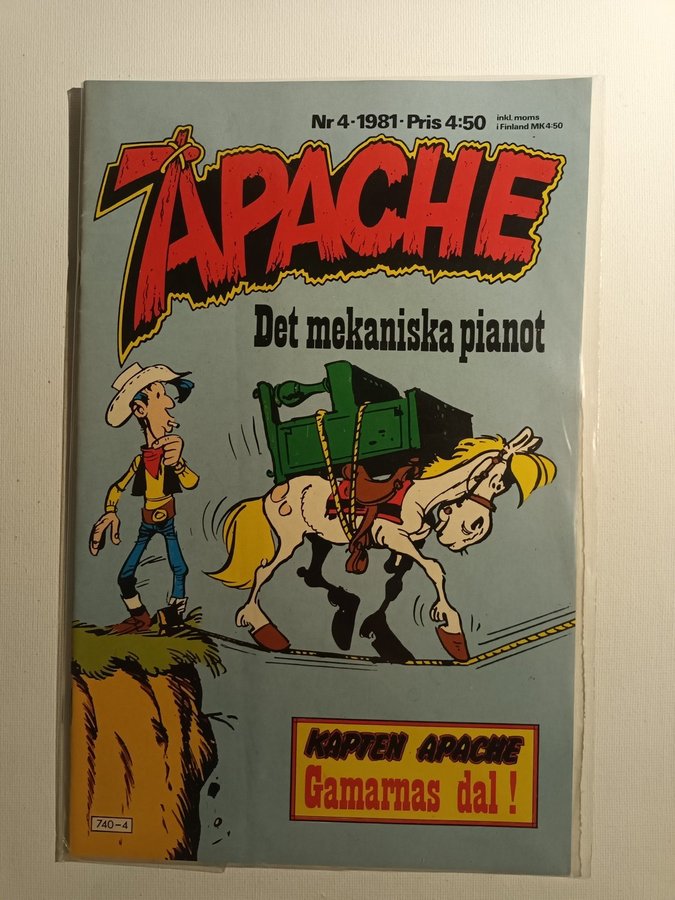 Nr 4·1981·Pris 4:50 inkl. moms
i Finland MK 4:50
APACHE
Det mekaniska pianot
KAPTEN APACHE
Gamarnas dal !
740-4